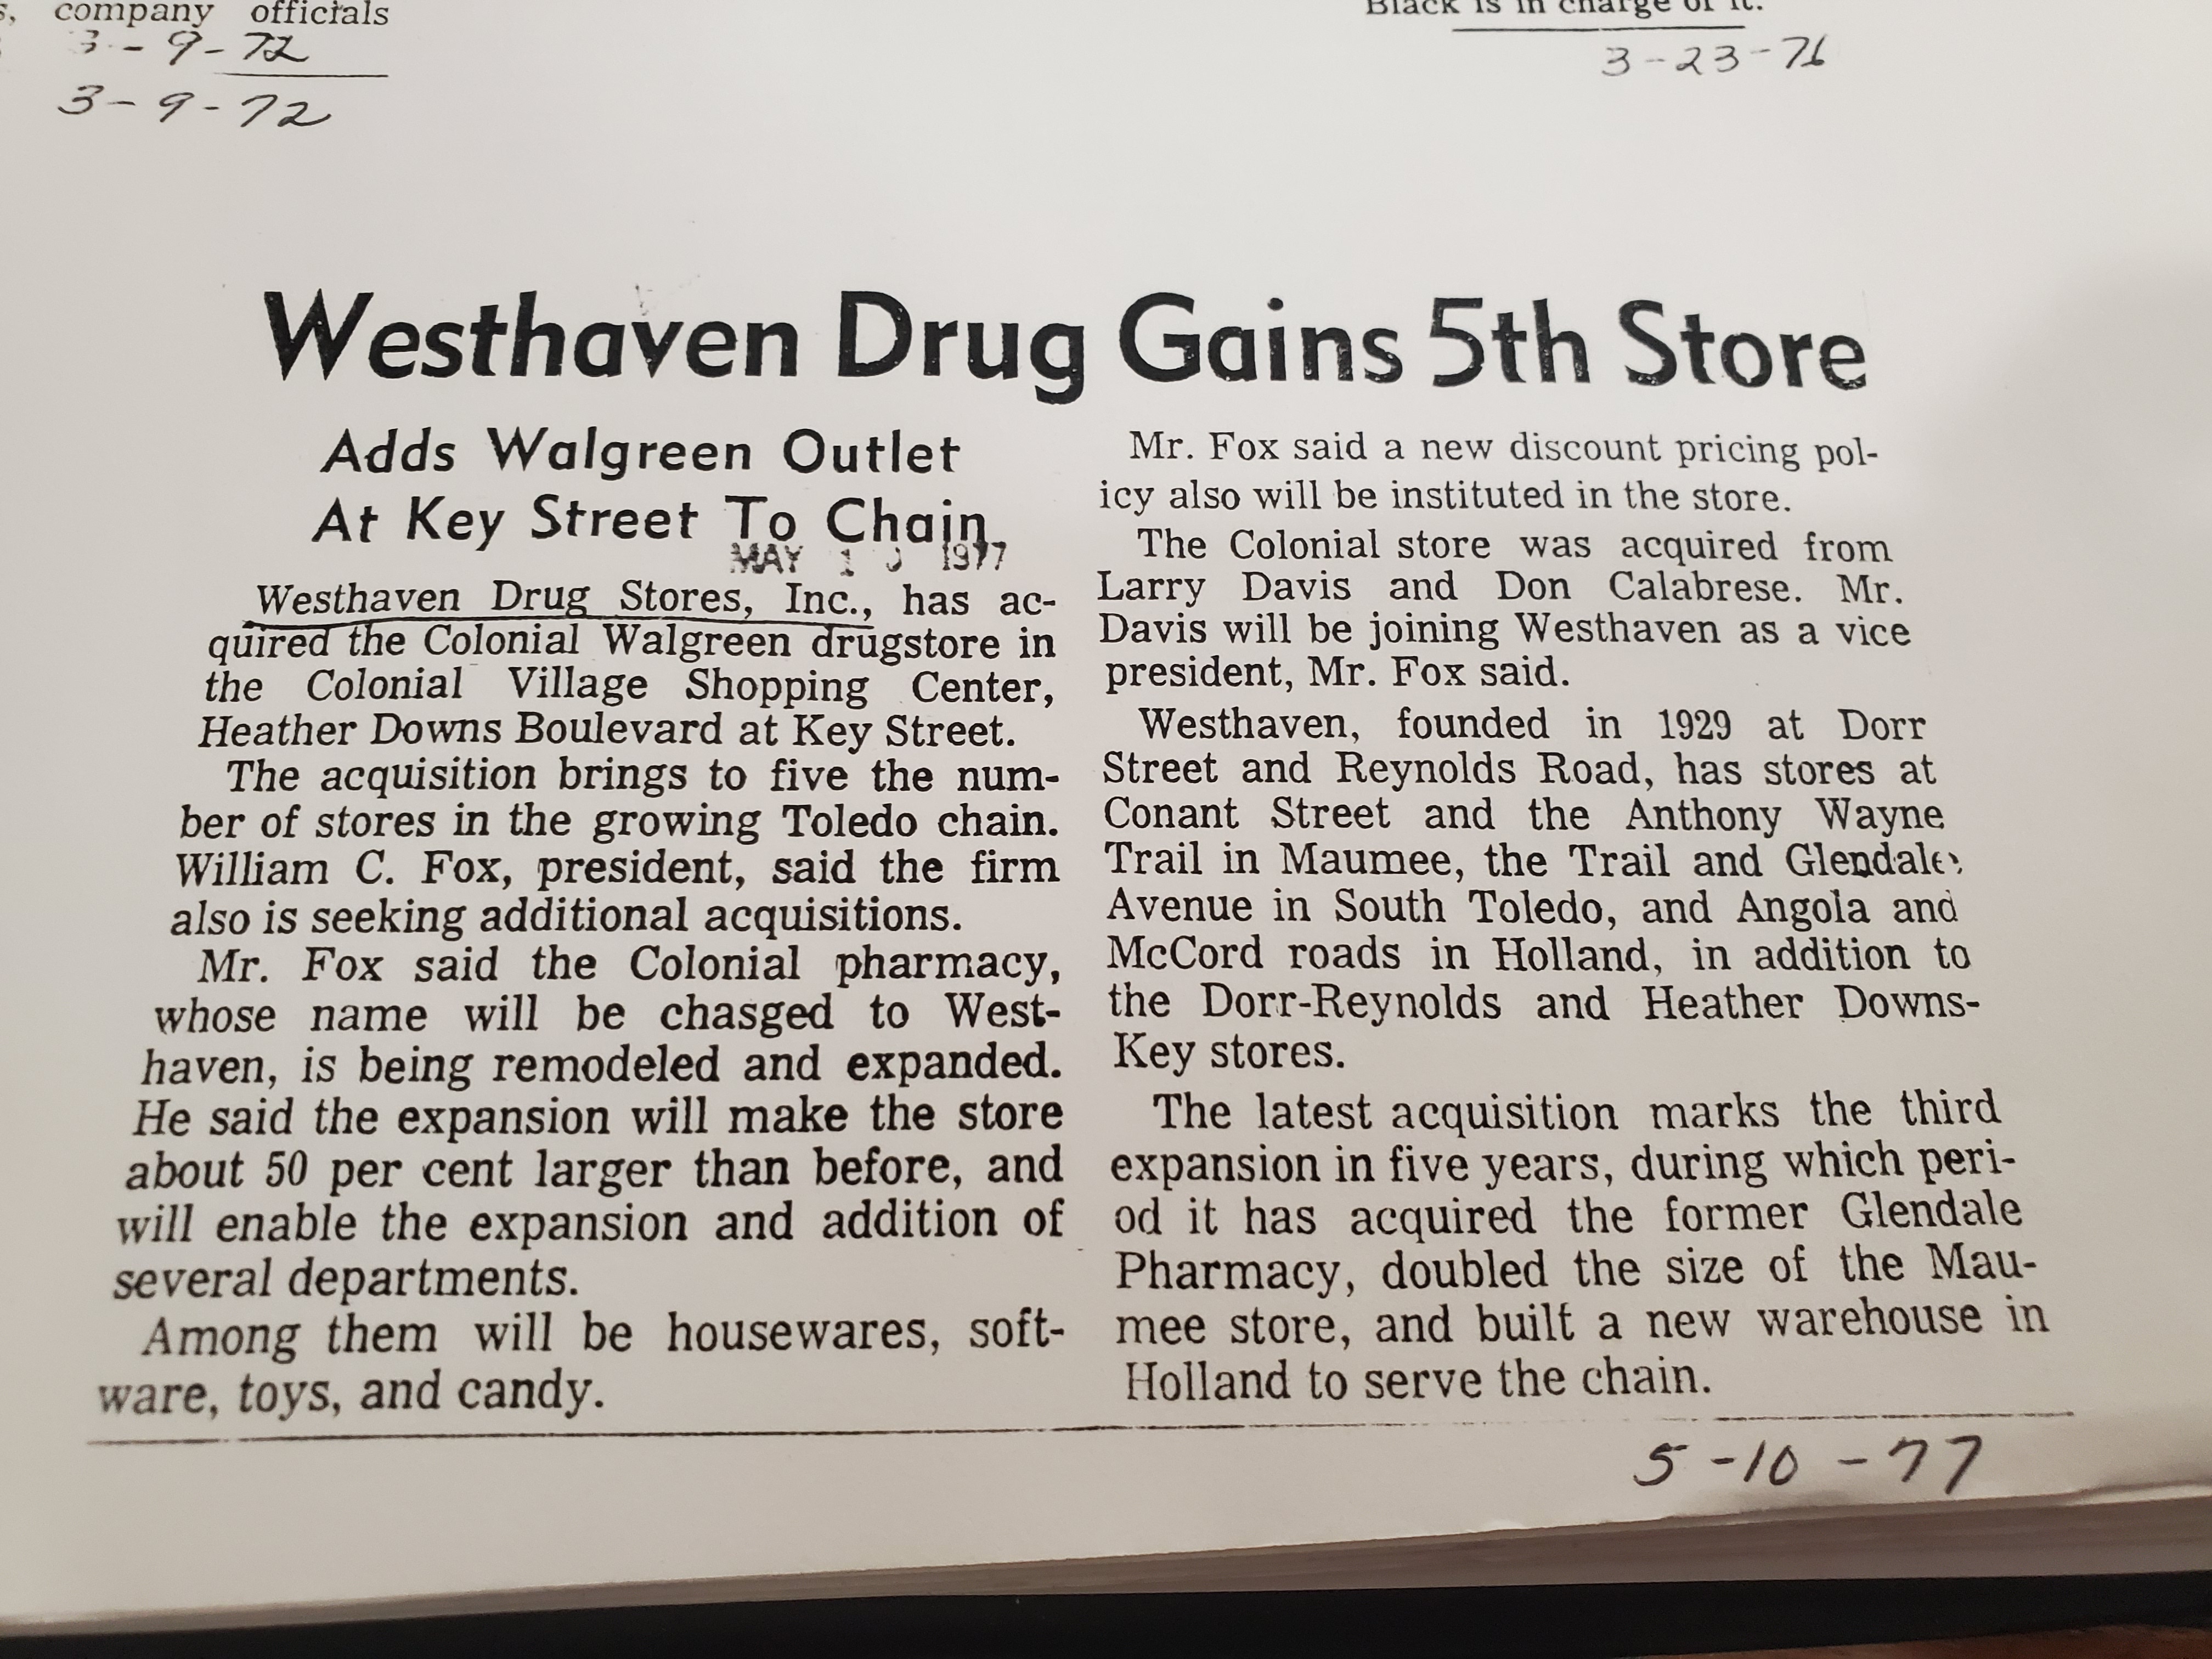 s, company officials
3-9-72
3-9-72
Black is in charge of it.
3-23-76
Westhaven Drug Gains 5th Store
Adds Walgreen Outlet
At Key Street To Chain
MAY 1 0 1977
Westhaven Drug Stores, Inc., has ac-
quired the Colonial Walgreen drugstore in
the Colonial Village Shopping Center,
Heather Downs Boulevard at Key Street.
The acquisition brings to five the num-
ber of stores in the growing Toledo chain.
William C. Fox, president, said the firm
also is seeking additional acquisitions.
Mr. Fox said the Colonial pharmacy,
whose name will be chasged to West-
haven, is being remodeled and expanded.
He said the expansion will make the store
about 50 per cent larger than before, and
will enable the expansion and addition of
several departments.
Among them will be housewares, soft-
ware, toys, and candy.
Mr. Fox said a new discount pricing pol-
icy also will be instituted in the store.
The Colonial store was acquired from
Larry Davis and Don Calabrese. Mr.
Davis will be joining Westhaven as a vice
president, Mr. Fox said.
Westhaven, founded in 1929 at Dorr
Street and Reynolds Road, has stores at
Conant Street and the Anthony Wayne
Trail in Maumee, the Trail and Glendale
Avenue in South Toledo, and Angola and
McCord roads in Holland, in addition to
the Dorr-Reynolds and Heather Downs-
Key stores.
The latest acquisition marks the third
expansion in five years, during which peri-
od it has acquired the former Glendale
Pharmacy, doubled the size of the Mau-
mee store, and built a new warehouse in
Holland to serve the chain.
5-10-77